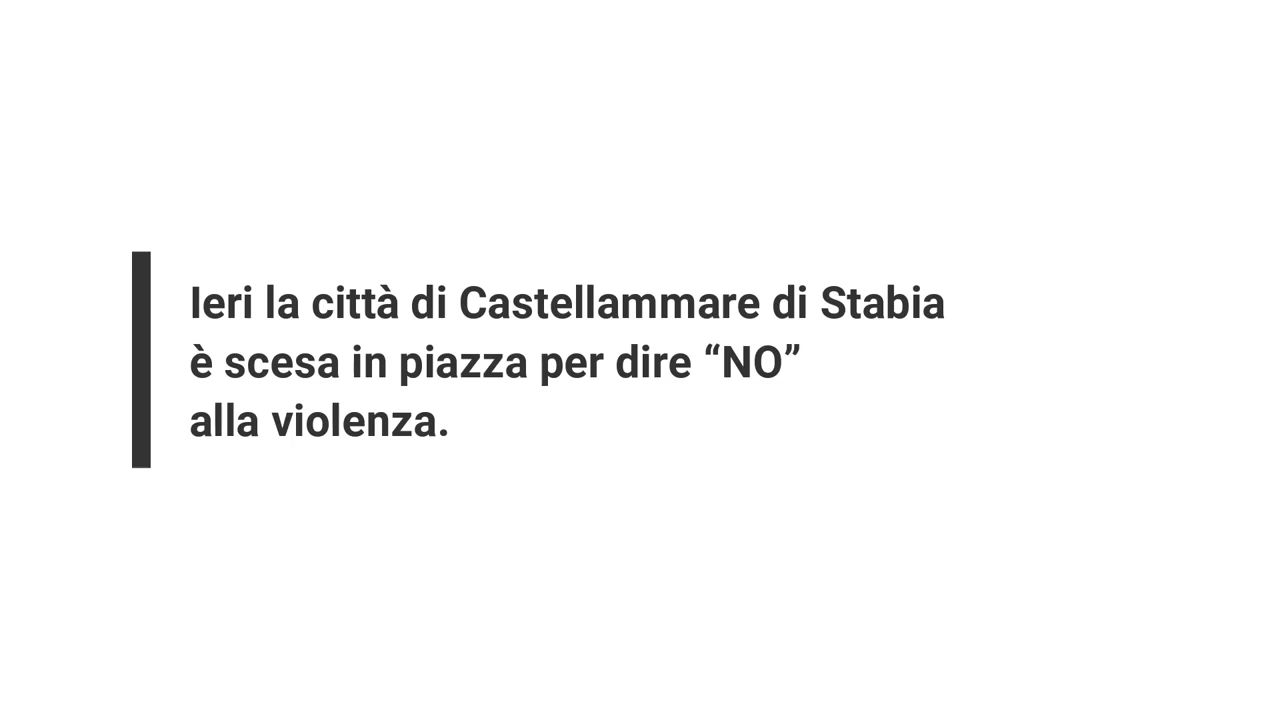 Ieri la città di Castellammare di Stabia
è scesa in piazza per dire “NO”
alla violenza.